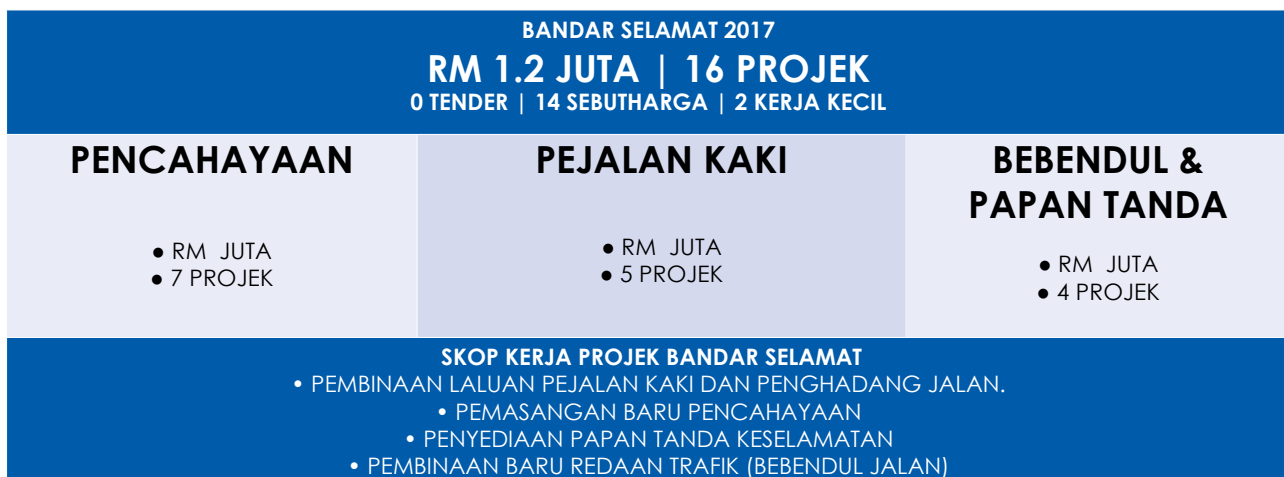 BANDAR SELAMAT 2017
RM 1.2 JUTA | 16 PROJEK
0 TENDER | 14 SEBUTHARGA | 2 KERJA KECIL
PENCAHAYAAN
● RM  JUTA
● 7 PROJEK
PEJALAN KAKI
● RM  JUTA
● 5 PROJEK
BEBENDUL &
PAPAN TANDA
● RM  JUTA
● 4 PROJEK
SKOP KERJA PROJEK BANDAR SELAMAT
• PEMBINAAN LALUAN PEJALAN KAKI DAN PENGHADANG JALAN.
• PEMASANGAN BARU PENCAHAYAAN
• PENYEDIAAN PAPAN TANDA KESELAMATAN
• PEMBINAAN BARU REDAAN TRAFIK (BEBENDUL JALAN)